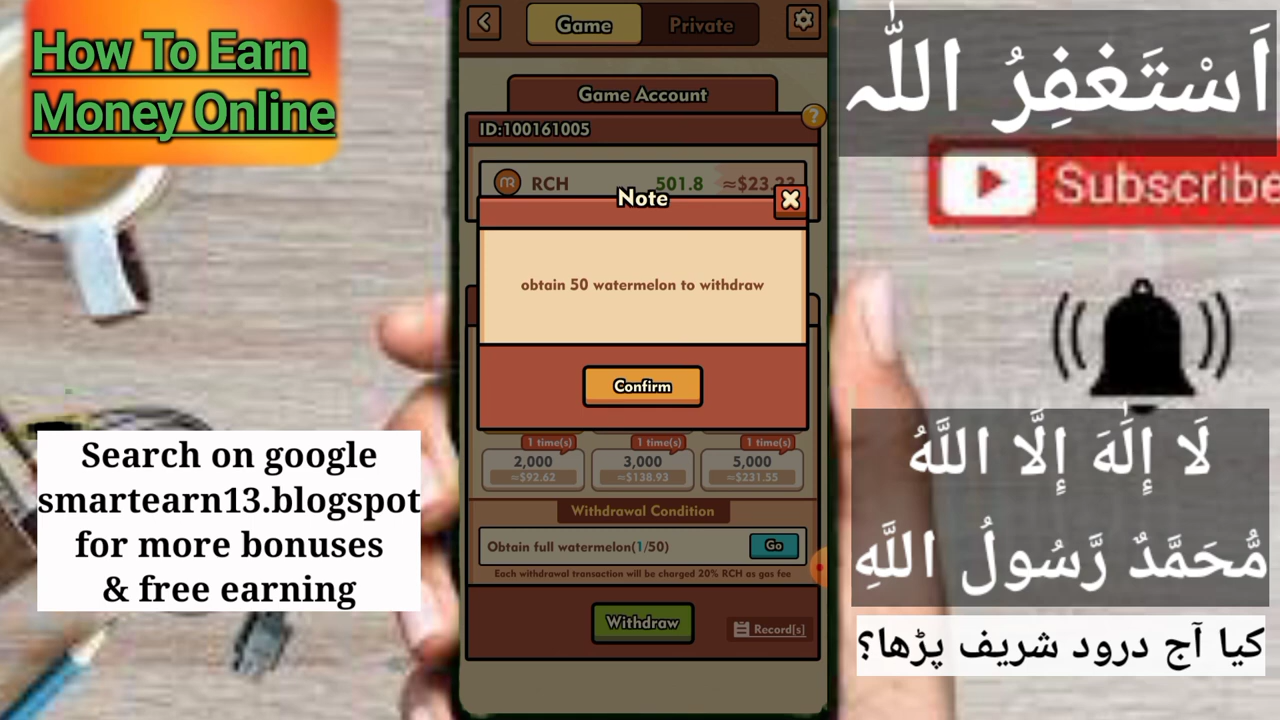 How To Earn
Money Online
Search on google
smartearn13.blogspot
for more bonuses
& free earning
Game
Private
Game Account
?
ID:100161005
RCH 501.8 ≈$23.23
Note
obtain 50 watermelon to withdraw
Confirm
1 time(s) 1 time(s) 1 time(s)
2,000 3,000 5,000
≈$92.62 ≈$138.93 ≈$231.55
Withdrawal Condition
Obtain full watermelon(1/50) Go
Each withdrawal transaction will be charged 20% RCH as gas fee
Withdraw
Record[s]
اَسْتَغفِرُ اللّٰہ
Subscribe
لَا إِلٰهَ إِلَّا اللَّهُ
مُّحَمَّدٌ رَّسُولُ اللَّهِ
کیا آج درود شریف پڑھا؟